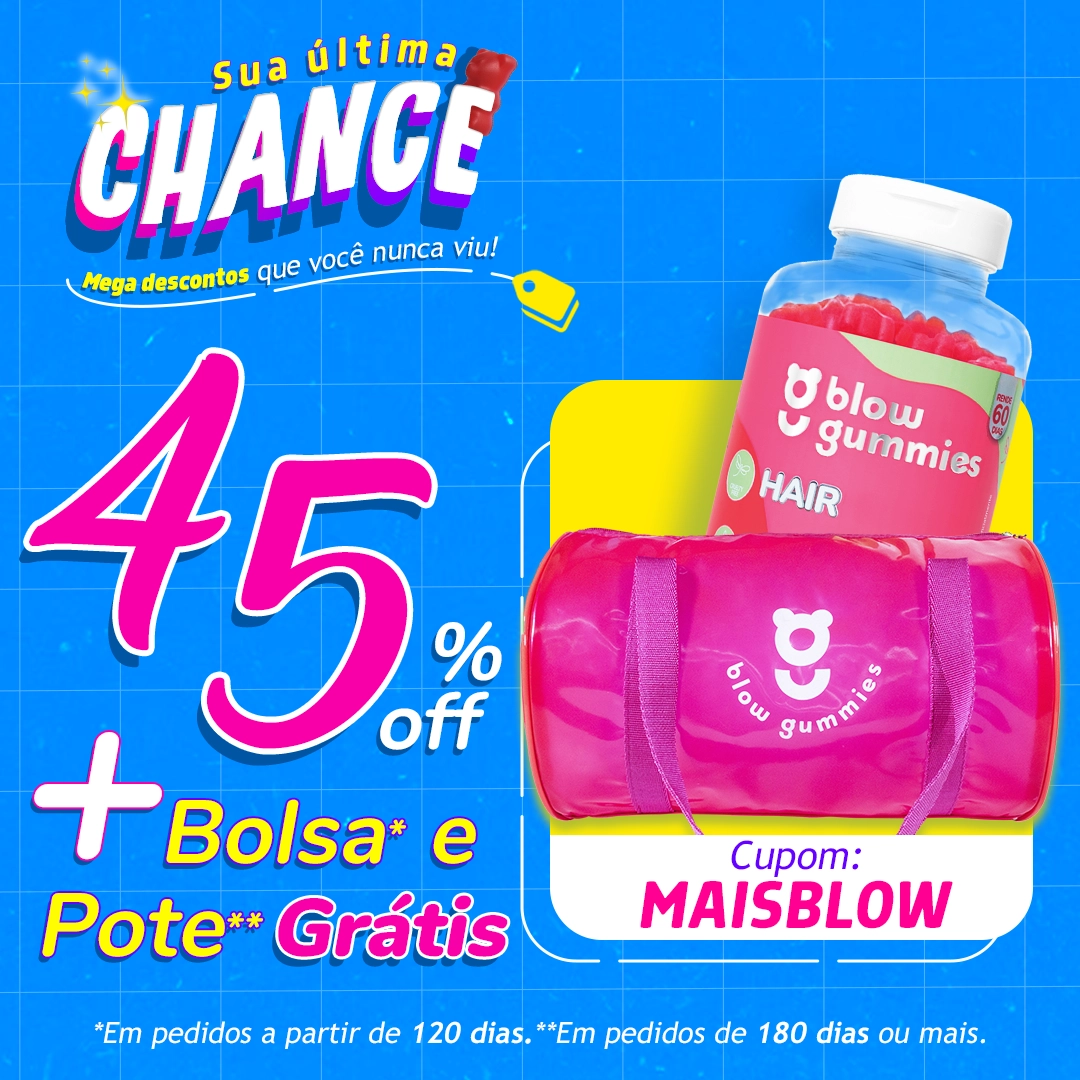 Sua última
CHANCE
Mega descontos que você nunca viu!
45
%
off
+ Bolsa* e
Pote** Grátis
blow
gummies
RENDE
60
DIAS
HAIR
blow gummies
Cupom:
MAISBLOW
*Em pedidos a partir de 120 dias.**Em pedidos de 180 dias ou mais.